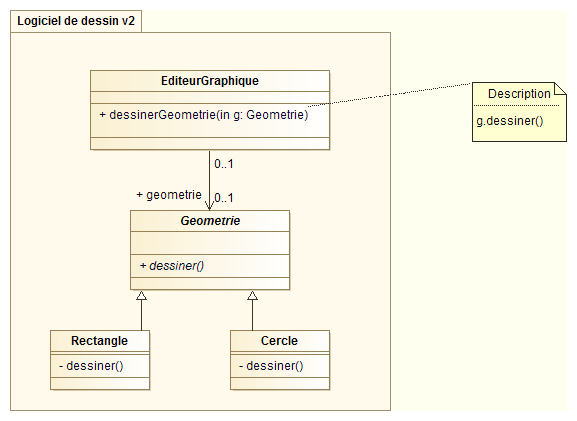 Logiciel de dessin v2
EditeurGraphique
+ dessinerGeometrie(in g: Geometrie)
Description
g.dessiner()
0..1
+ geometrie
0..1
Geometrie
+ dessiner()
Rectangle
- dessiner()
Cercle
- dessiner()